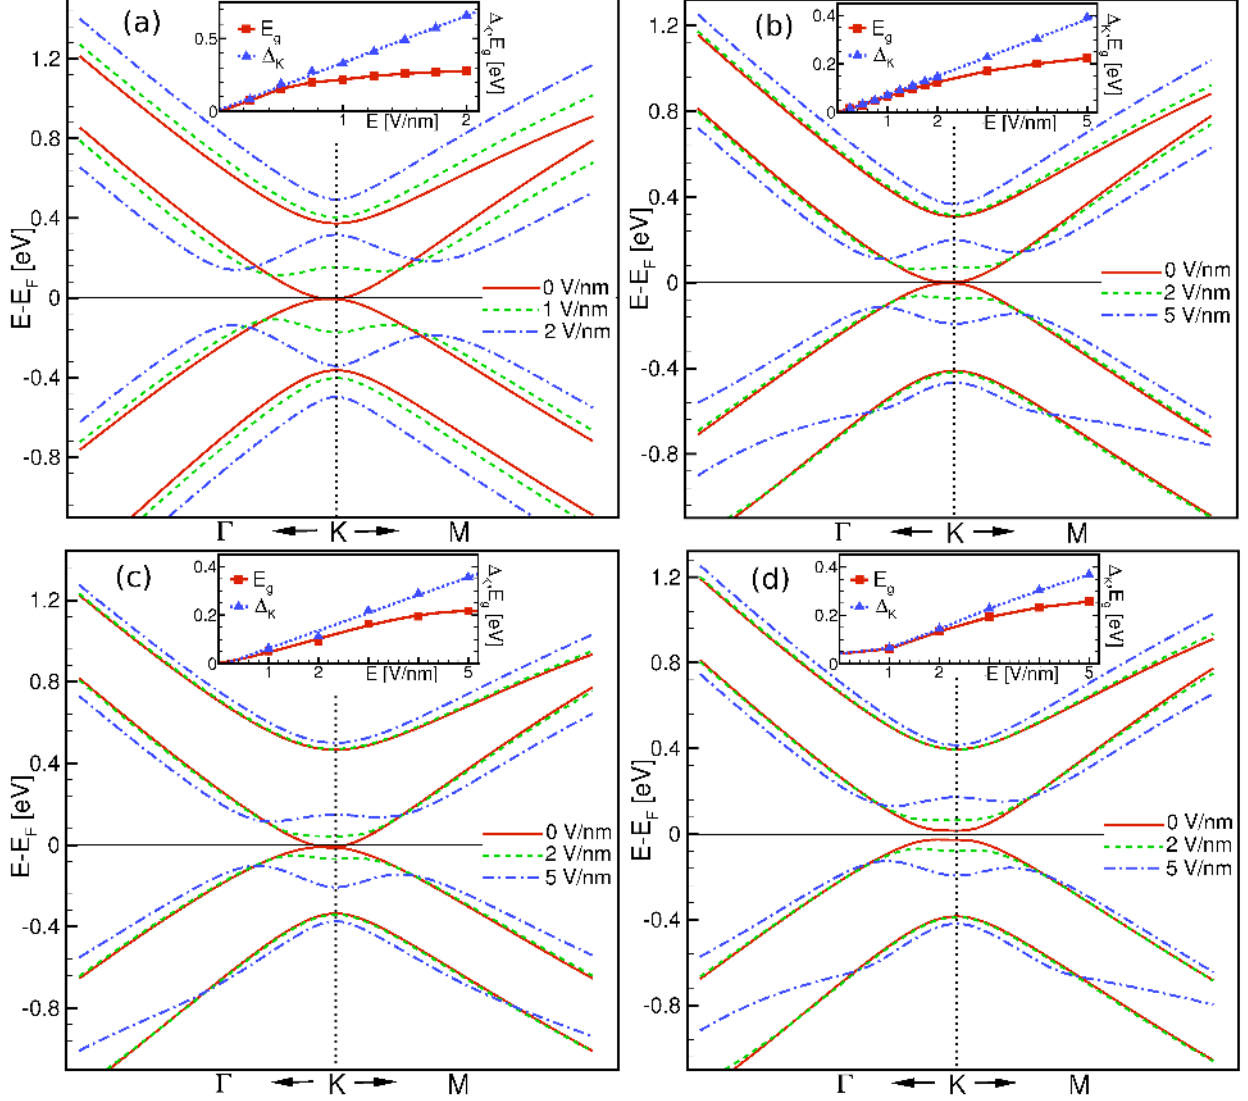 (a)
E_g
Δ_K
0.5
0
1
2
E [V/nm]
Δ_K,E_g [eV]
1.2
0.8
0.4
0
-0.4
-0.8
E-E_F [eV]
0 V/nm
1 V/nm
2 V/nm
Γ K M
(b)
E_g
Δ_K
0.4
0.2
0
2
5
E [V/nm]
Δ_K,E_g [eV]
1.2
0.8
0.4
0
-0.4
-0.8
E-E_F [eV]
0 V/nm
2 V/nm
5 V/nm
Γ K M
(c)
E_g
Δ_K
0.4
0.2
0
1
2
5
E [V/nm]
Δ_K,E_g [eV]
1.2
0.8
0.4
0
-0.4
-0.8
E-E_F [eV]
0 V/nm
2 V/nm
5 V/nm
Γ K M
(d)
E_g
Δ_K
0.4
0.2
0
1
2
5
E [V/nm]
Δ_K,E_g [eV]
1.2
0.8
0.4
0
-0.4
-0.8
E-E_F [eV]
0 V/nm
2 V/nm
5 V/nm
Γ K M